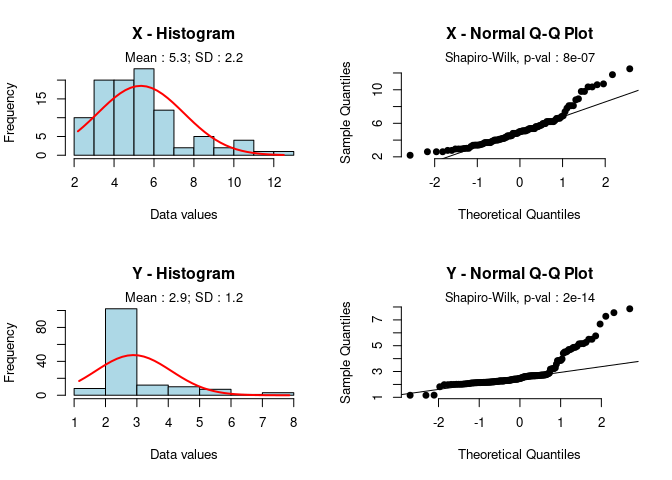 X - Histogram
Mean : 5.3; SD : 2.2
Frequency
0 5 15
2 4 6 8 10 12
Data values
X - Normal Q-Q Plot
Shapiro-Wilk, p-val : 8e-07
Sample Quantiles
2 6 10
-2 -1 0 1 2
Theoretical Quantiles
Y - Histogram
Mean : 2.9; SD : 1.2
Frequency
0 40 80
1 2 3 4 5 6 7 8
Data values
Y - Normal Q-Q Plot
Shapiro-Wilk, p-val : 2e-14
Sample Quantiles
1 3 5 7
-2 -1 0 1 2
Theoretical Quantiles